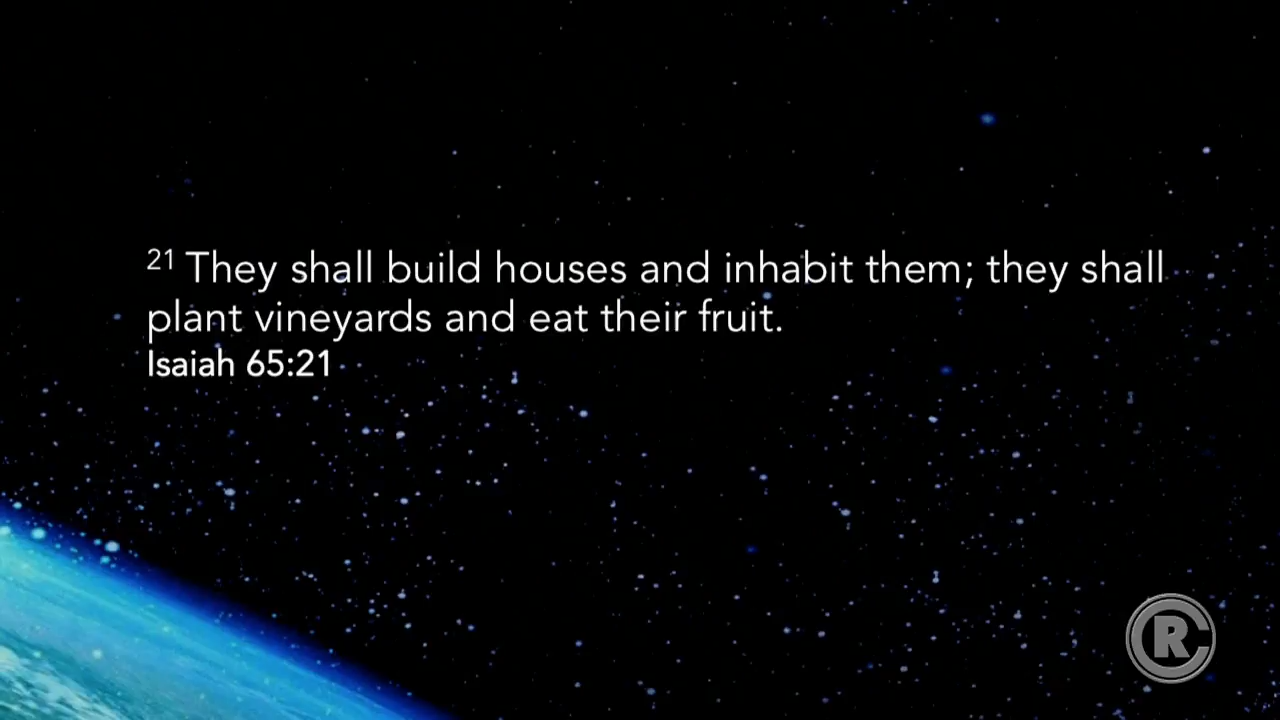 21 They shall build houses and inhabit them; they shall
plant vineyards and eat their fruit.
Isaiah 65:21
RC